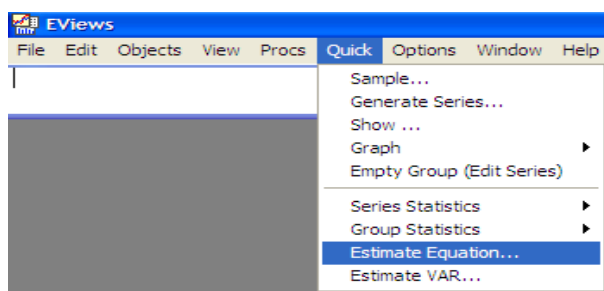 EViews
File Edit Objects View Procs Quick Options Window Help
Sample...
Generate Series...
Show ...
Graph
Empty Group (Edit Series)
Series Statistics
Group Statistics
Estimate Equation...
Estimate VAR...